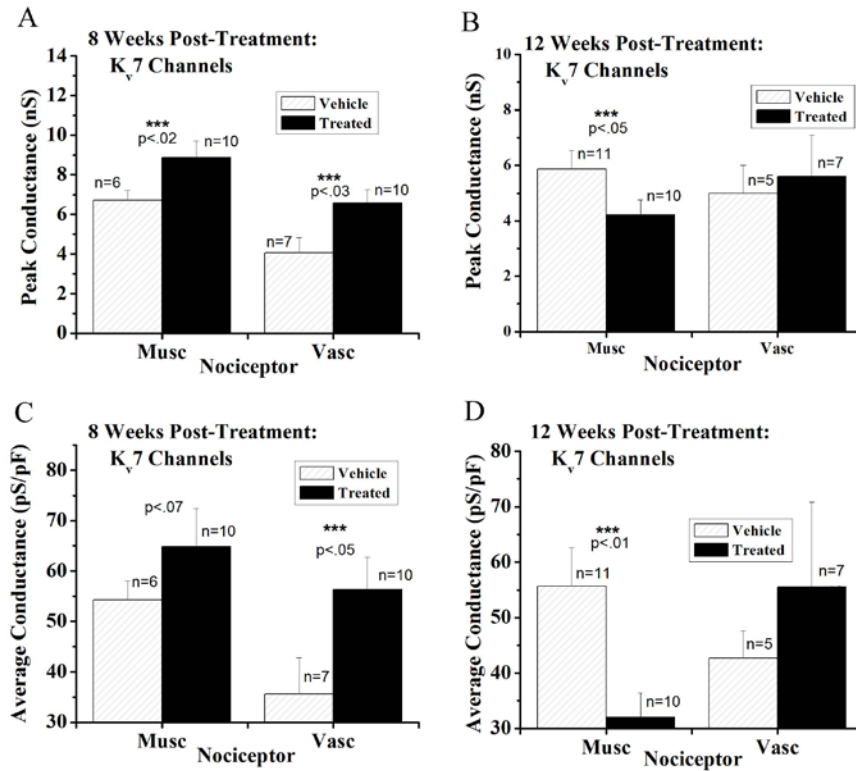 A
8 Weeks Post-Treatment:
Kv7 Channels
Peak Conductance (nS)
14
12
10
8
6
4
2
0
Vehicle
Treated
***
p<.02
n=10
n=6
***
p<.03
n=10
n=7
Musc
Vasc
Nociceptor
B
12 Weeks Post-Treatment:
Kv7 Channels
Peak Conductance (nS)
10
8
6
4
2
0
Vehicle
Treated
***
p<.05
n=11
n=10
n=5
n=7
Musc
Vasc
Nociceptor
C
8 Weeks Post-Treatment:
Kv7 Channels
Average Conductance (pS/pF)
80
75
70
65
60
55
50
45
40
35
30
Vehicle
Treated
p<.07
n=10
n=6
***
p<.05
n=10
n=7
Musc
Vasc
Nociceptor
D
12 Weeks Post-Treatment:
Kv7 Channels
Average Conductance (pS/pF)
80
70
60
50
40
30
Vehicle
Treated
***
p<.01
n=11
n=10
n=5
n=7
Musc
Vasc
Nociceptor